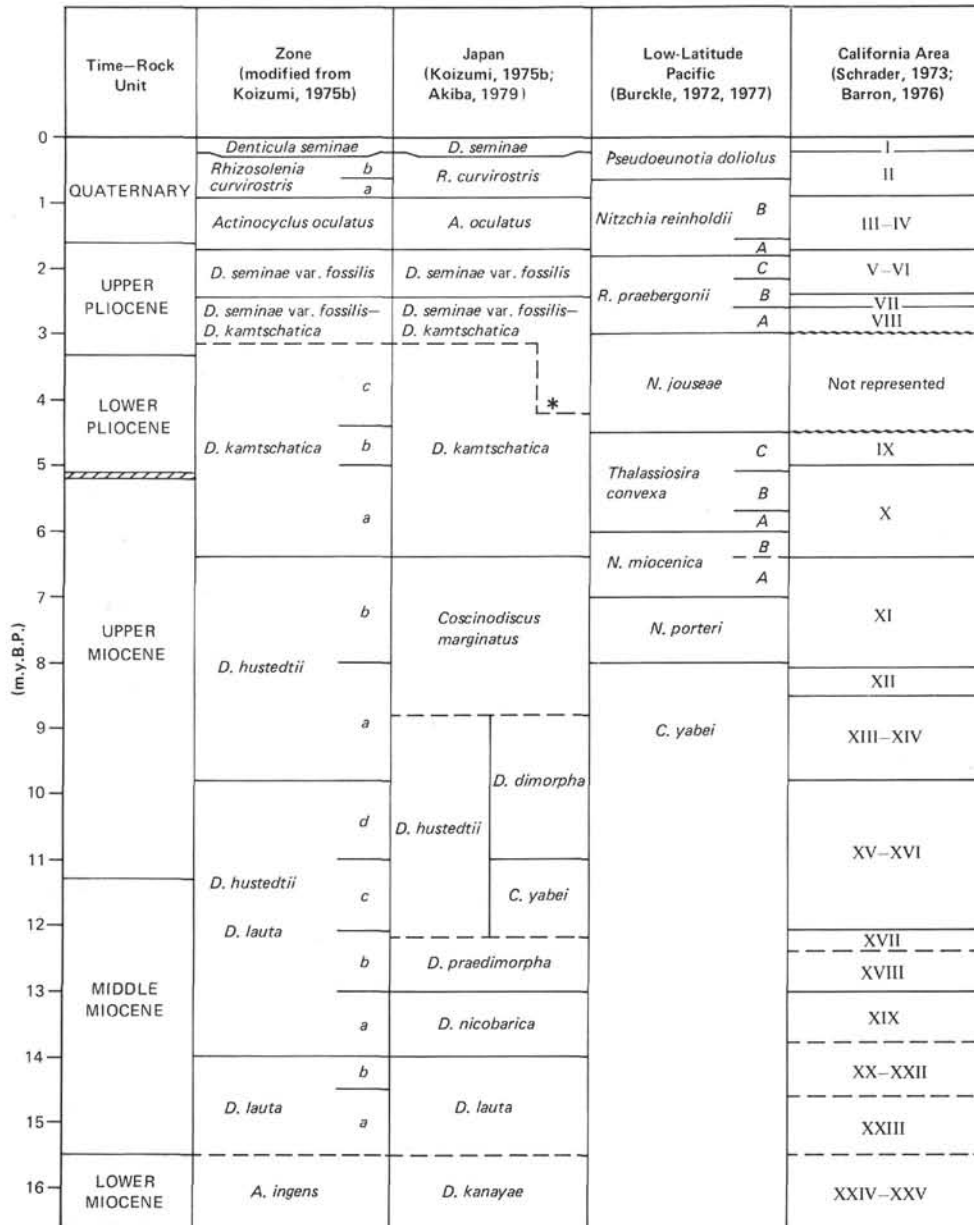 Time—Rock
Unit
Zone
(modified from
Koizumi, 1975b)
Japan
(Koizumi, 1975b;
Akiba, 1979)
Low-Latitude
Pacific
(Burckle, 1972, 1977)
California Area
(Schrader, 1973;
Barron, 1976)
(m.y.B.P.)
0
1
2
3
4
5
6
7
8
9
10
11
12
13
14
15
16
QUATERNARY
UPPER
PLIOCENE
LOWER
PLIOCENE
UPPER
MIOCENE
MIDDLE
MIOCENE
LOWER
MIOCENE
Denticula seminae
Rhizosolenia
curvirostris
b
a
Actinocyclus oculatus
D. seminae var. fossilis
D. seminae var. fossilis—
D. kamtschatica
c
D. kamtschatica
b
a
b
D. hustedtii
a
d
D. hustedtii
c
D. lauta
b
a
b
D. lauta
a
A. ingens
D. seminae
R. curvirostris
A. oculatus
D. seminae var. fossilis
D. seminae var. fossilis—
D. kamtschatica
*
D. kamtschatica
Coscinodiscus
marginatus
D. dimorpha
D. hustedtii
C. yabei
D. praedimorpha
D. nicobarica
D. lauta
D. kanayae
Pseudoeunotia doliolus
Nitzchia reinholdii
B
A
C
R. praebergonii
B
A
N. jouseae
C
Thalassiosira
convexa
B
A
B
N. miocenica
A
N. porteri
C. yabei
I
II
III—IV
V—VI
VII
VIII
Not represented
IX
X
XI
XII
XIII—XIV
XV—XVI
XVII
XVIII
XIX
XX—XXII
XXIII
XXIV—XXV